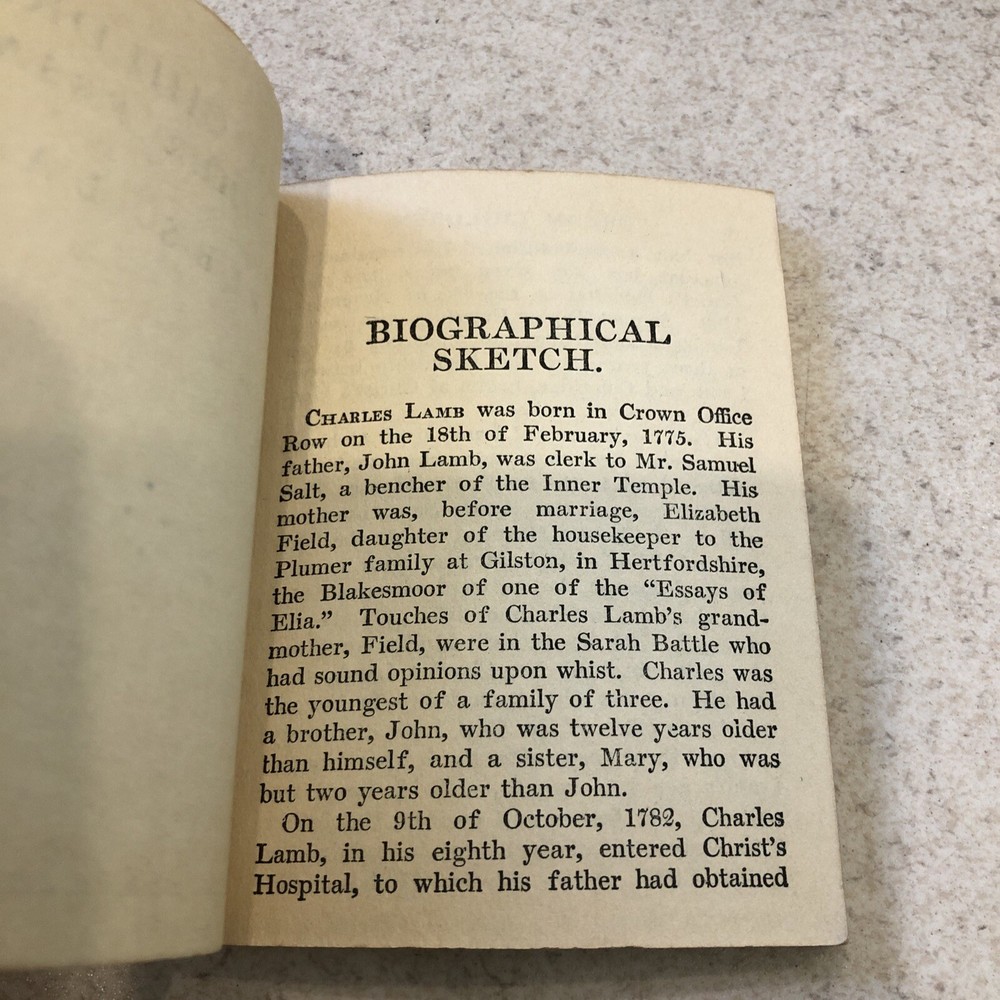 BIOGRAPHICAL
SKETCH.
CHARLES LAMB was born in Crown Office
Row on the 18th of February, 1775. His
father, John Lamb, was clerk to Mr. Samuel
Salt, a bencher of the Inner Temple. His
mother was, before marriage, Elizabeth
Field, daughter of the housekeeper to the
Plumer family at Gilston, in Hertfordshire,
the Blakesmoor of one of the “Essays of
Elia.” Touches of Charles Lamb’s grand-
mother, Field, were in the Sarah Battle who
had sound opinions upon whist. Charles was
the youngest of a family of three. He had
a brother, John, who was twelve years older
than himself, and a sister, Mary, who was
but two years older than John.
On the 9th of October, 1782, Charles
Lamb, in his eighth year, entered Christ’s
Hospital, to which his father had obtained